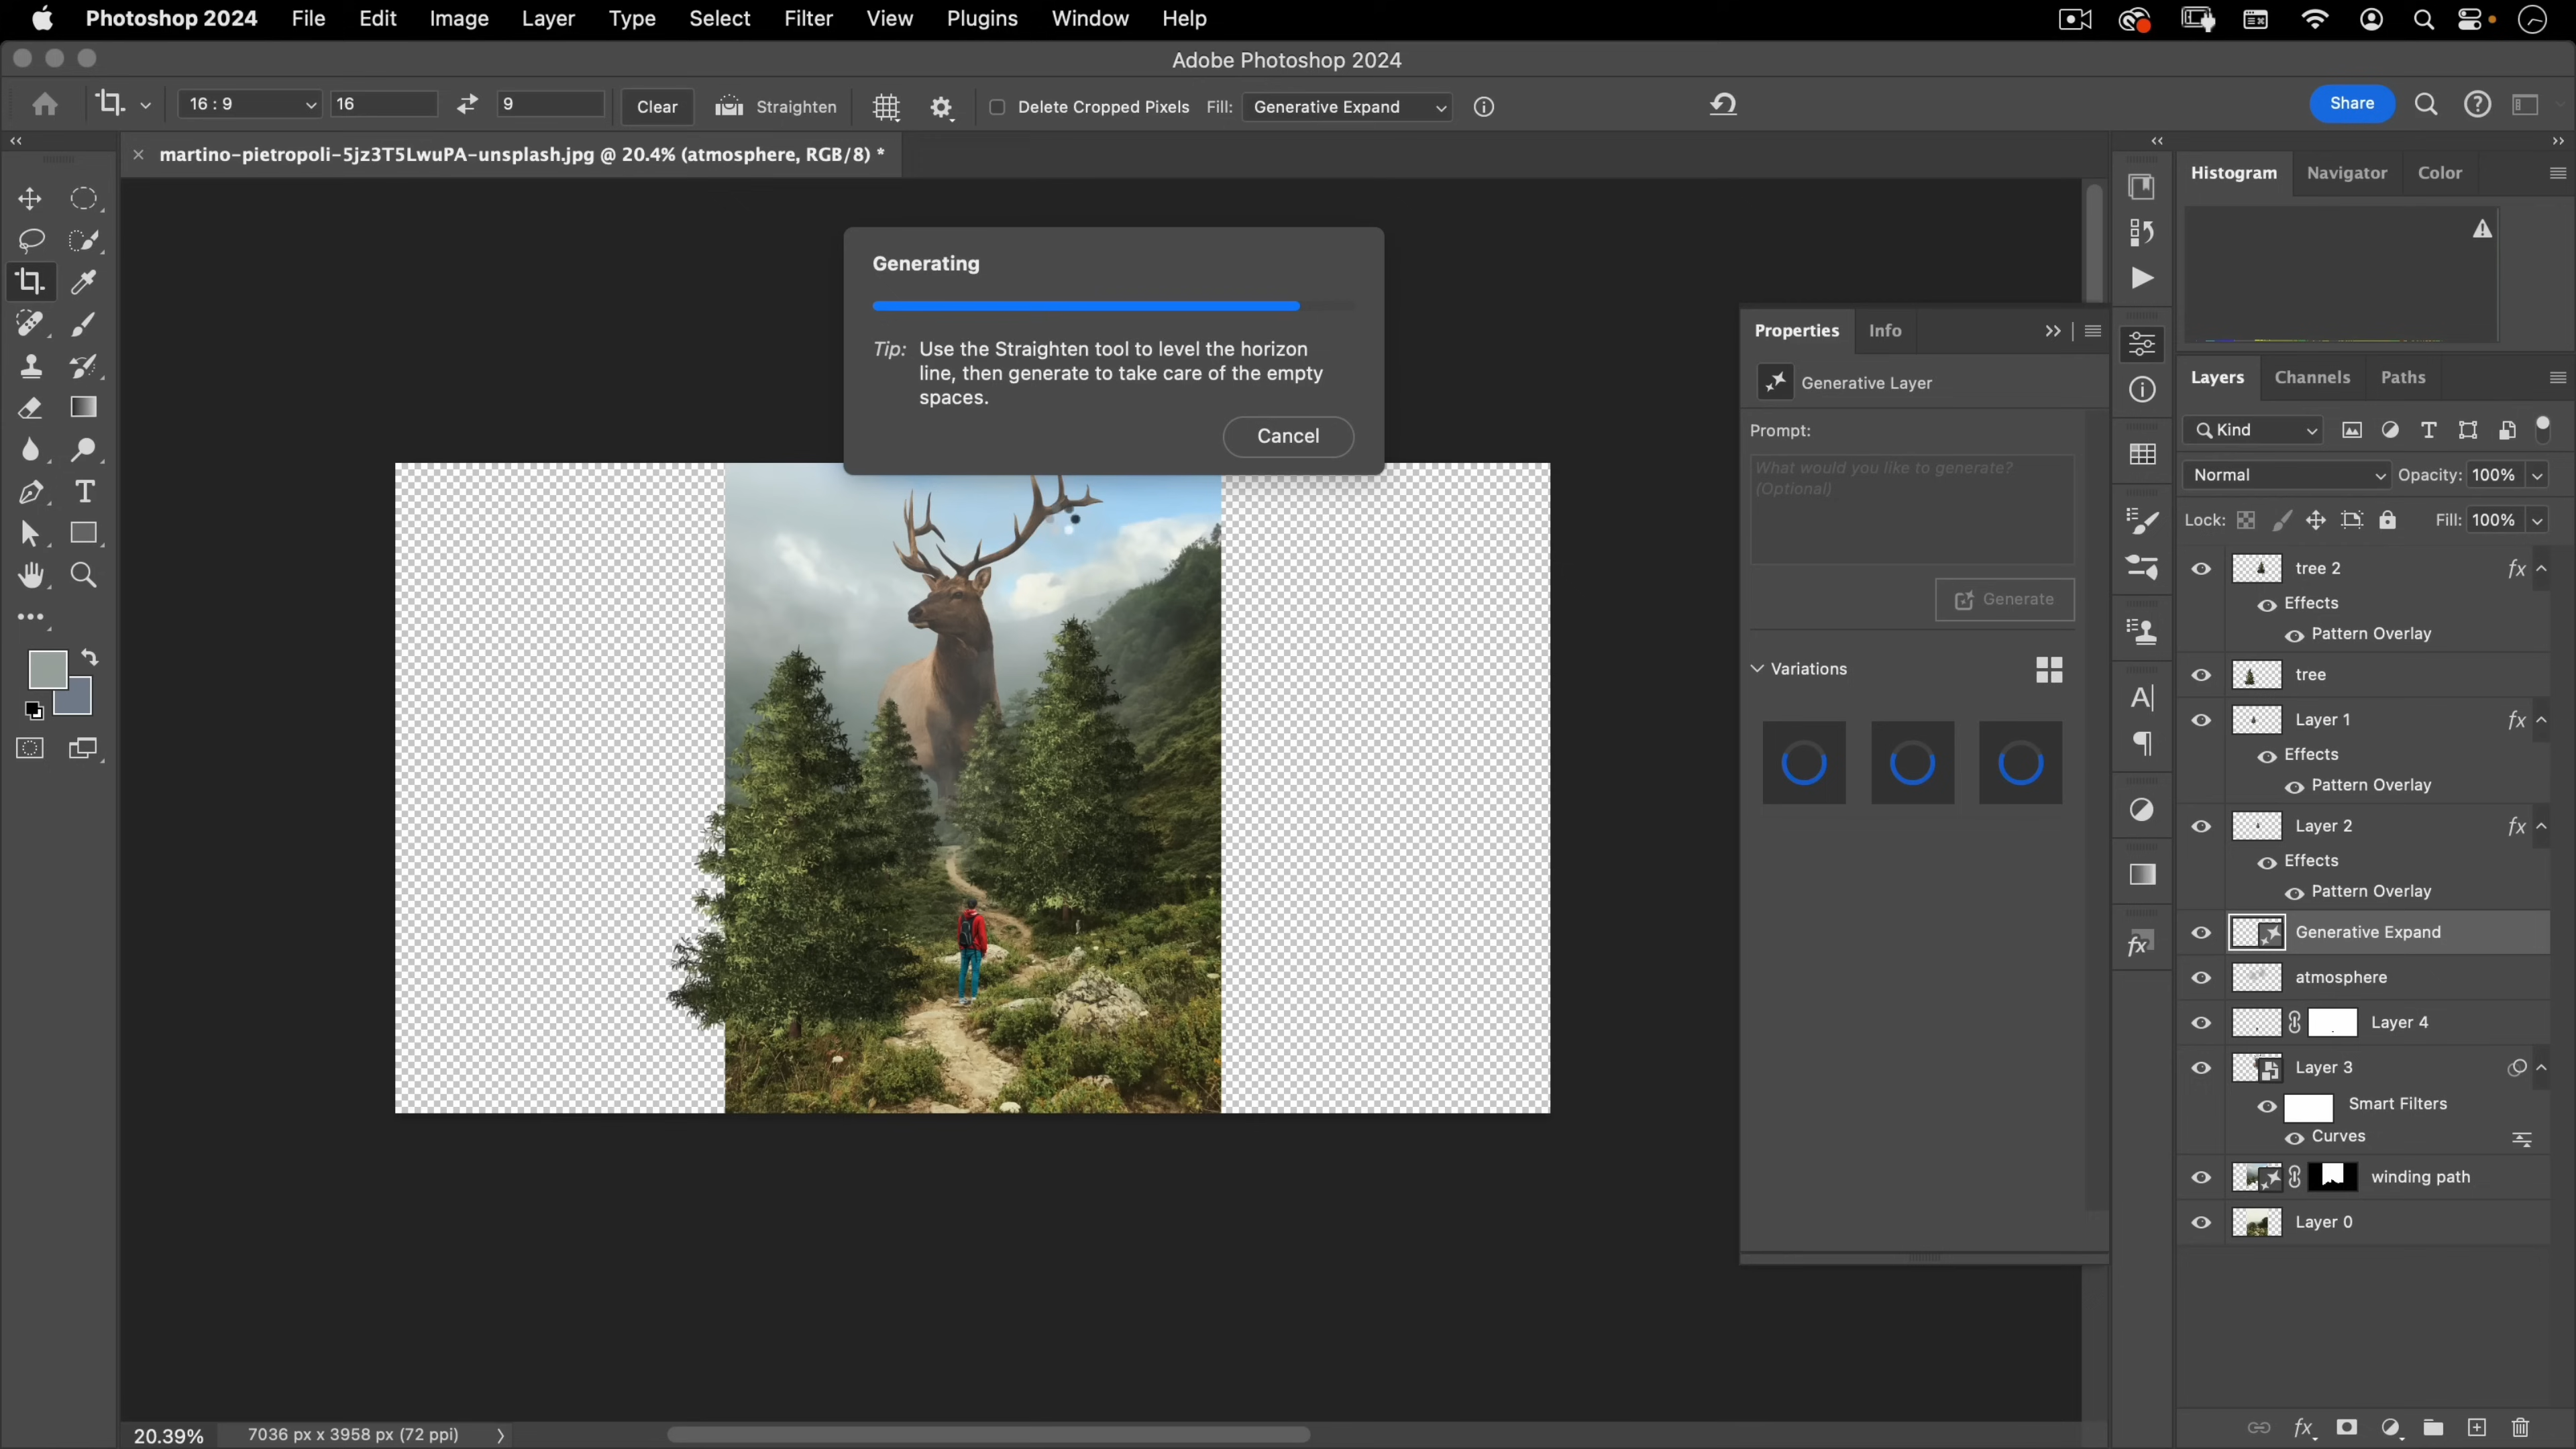 Photoshop 2024 File Edit Image Layer Type Select Filter View Plugins Window Help
Adobe Photoshop 2024
16 : 9 16 9 Clear Straighten Delete Cropped Pixels Fill: Generative Expand Share
martino-pietropoli-5jz3T5LwuPA-unsplash.jpg @ 20.4% (atmosphere, RGB/8) *
Generating
Tip: Use the Straighten tool to level the horizon
line, then generate to take care of the empty
spaces.
Cancel
Properties Info
Generative Layer
Prompt:
What would you like to generate?
(Optional)
Generate
Variations
Histogram Navigator Color
Layers Channels Paths
Kind
Normal Opacity: 100%
Lock: Fill: 100%
tree 2 fx
Effects
Pattern Overlay
tree
Layer 1 fx
Effects
Pattern Overlay
Layer 2 fx
Effects
Pattern Overlay
Generative Expand
atmosphere
Layer 4
Layer 3
Smart Filters
Curves
winding path
Layer 0
20.39% 7036 px x 3958 px (72 ppi)
fx